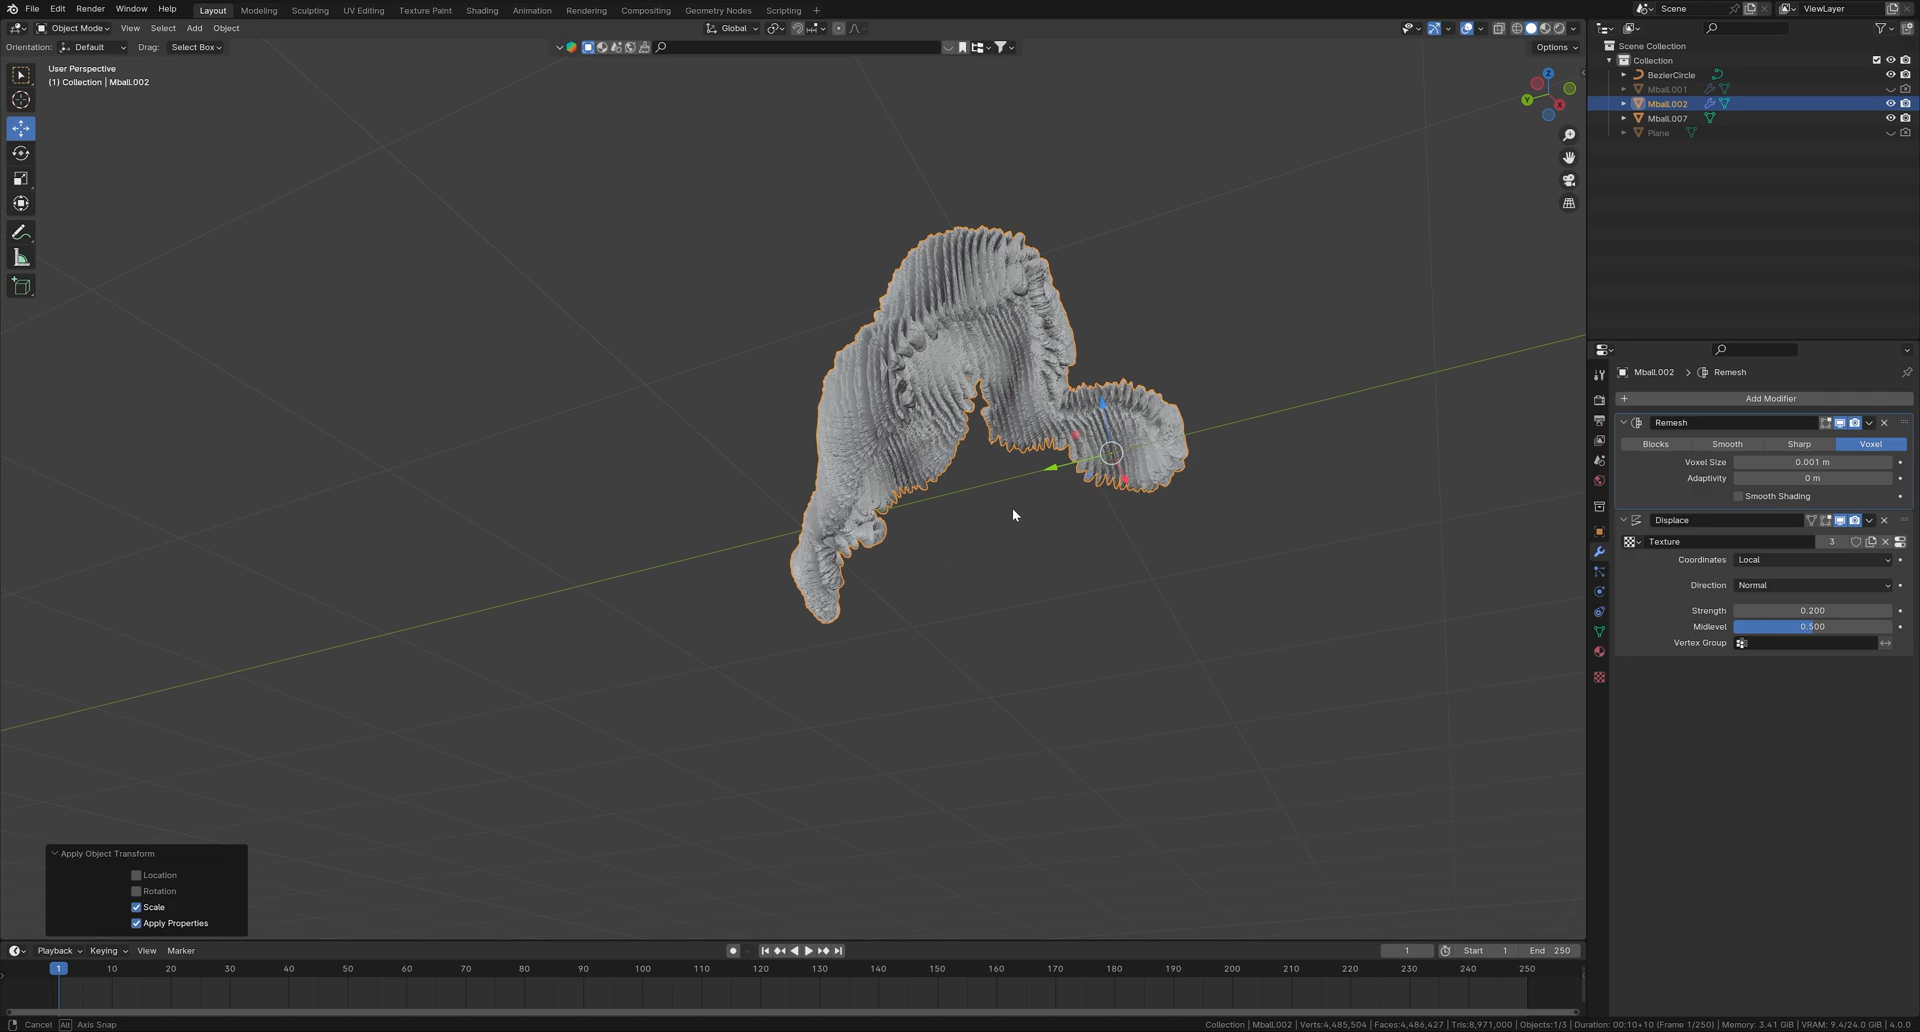 File Edit Render Window Help Layout Modeling Sculpting UV Editing Texture Paint Shading Animation Rendering Compositing Geometry Nodes Scripting + Scene ViewLayer
Object Mode View Select Add Object Global
Orientation: Default Drag: Select Box Options
User Perspective
(1) Collection | Mball.002
Z
Y
X
Scene Collection
Collection
BezierCircle
Mball.001
Mball.002
Mball.007
Plane
Mball.002 > Remesh
+ Add Modifier
Remesh
Blocks Smooth Sharp Voxel
Voxel Size 0.001 m
Adaptivity 0 m
Smooth Shading
Displace
Texture 3
Coordinates Local
Direction Normal
Strength 0.200
Midlevel 0.500
Vertex Group
Apply Object Transform
Location
Rotation
Scale
Apply Properties
Playback Keying View Marker 1 Start 1 End 250
1 10 20 30 40 50 60 70 80 90 100 110 120 130 140 150 160 170 180 190 200 210 220 230 240 250
Cancel Alt Axis Snap Collection | Mball.002 | Verts:4,485,504 | Faces:4,486,427 | Tris:8,971,000 | Objects:1/3 | Duration: 00:10+10 (Frame 1/250) | Memory: 3.41 GiB | VRAM: 9.4/24.0 GiB | 4.0.0